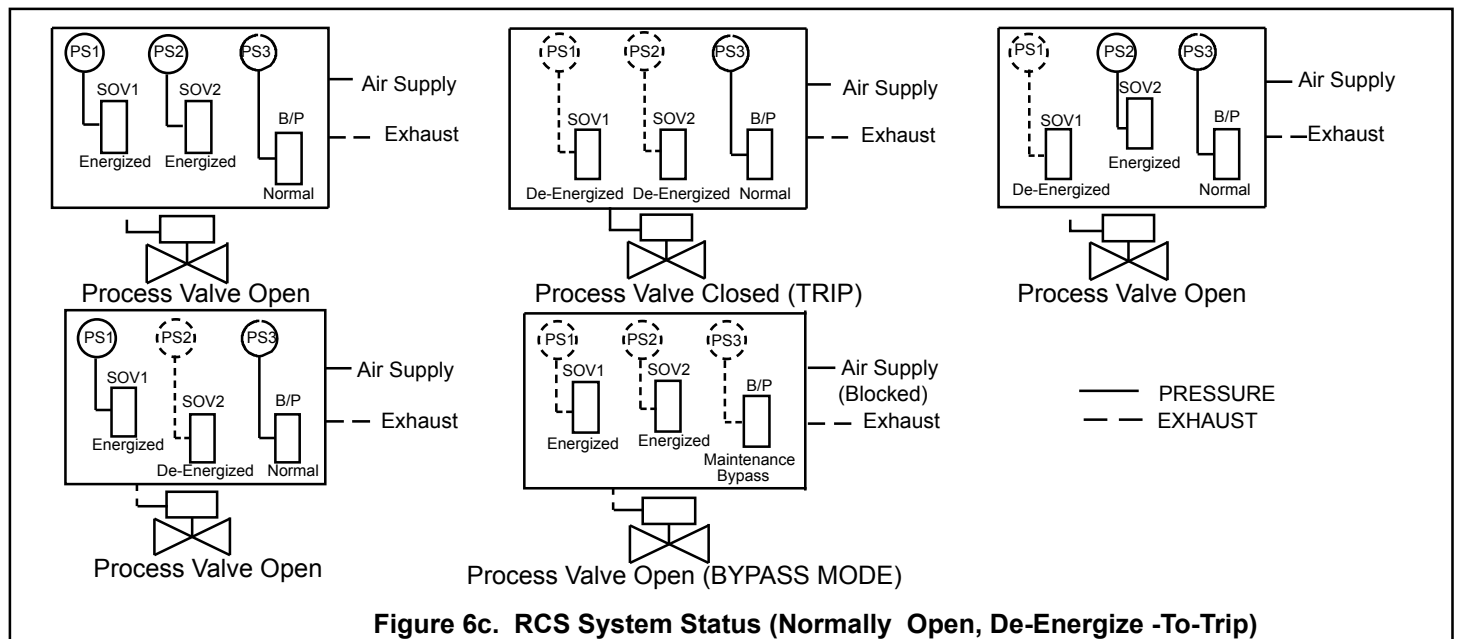 PS1 PS2 PS3
SOV1 SOV2 B/P
Energized Energized Normal
Air Supply
Exhaust
Process Valve Open
PS1 PS2 PS3
SOV1 SOV2 B/P
De-Energized De-Energized Normal
Air Supply
Exhaust
Process Valve Closed (TRIP)
PS1 PS2 PS3
SOV1 SOV2 B/P
De-Energized Energized Normal
Air Supply
Exhaust
Process Valve Open
PS1 PS2 PS3
SOV1 SOV2 B/P
Energized De-Energized Normal
Air Supply
Exhaust
Process Valve Open
PS1 PS2 PS3
SOV1 SOV2 B/P
Energized Energized Maintenance
Bypass
Air Supply
(Blocked)
Exhaust
Process Valve Open (BYPASS MODE)
PRESSURE
EXHAUST
Figure 6c. RCS System Status (Normally Open, De-Energize -To-Trip)